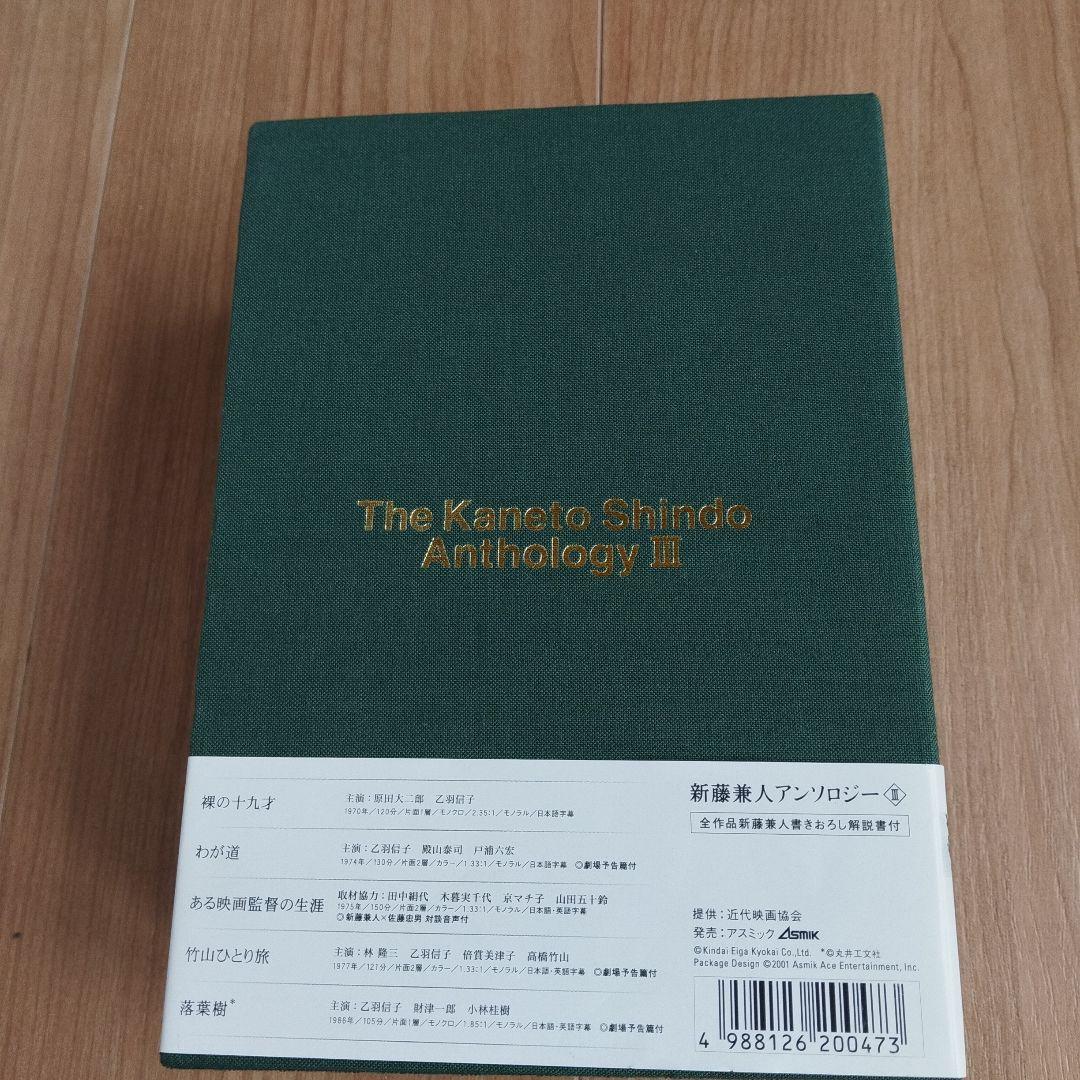 The Kaneto Shindo
Anthology Ⅲ
裸の十九才
主演：原田大二郎 乙羽信子
1970年／120分／片面1層／モノクロ／2.35：1／モノラル／日本語字幕
わが道
主演：乙羽信子 殿山泰司 戸浦六宏
1974年／130分／片面2層／カラー／1.33：1／モノラル／日本語字幕 ◎劇場予告篇付
ある映画監督の生涯
取材協力：田中絹代 木暮実千代 京マチ子 山田五十鈴
1975年／150分／片面2層／カラー／1.33：1／モノラル／日本語・英語字幕
◎新藤兼人×佐藤忠男 対談音声付
竹山ひとり旅
主演：林 隆三 乙羽信子 倍賞美津子 高橋竹山
1977年／121分／片面2層／カラー／1.33：1／モノラル／日本語・英語字幕 ◎劇場予告篇付
落葉樹*
主演：乙羽信子 財津一郎 小林桂樹
1986年／105分／片面1層／モノクロ／1.85：1／モノラル／日本語・英語字幕 ◎劇場予告篇付
新藤兼人アンソロジー〈Ⅲ〉
全作品新藤兼人書きおろし解説書付
提供：近代映画協会
発売：アスミック Asmik
©Kindai Eiga Kyokai Co.,Ltd. *©丸井工文社
Package Design ©2001 Asmik Ace Entertainment, Inc.
4 988126 200473